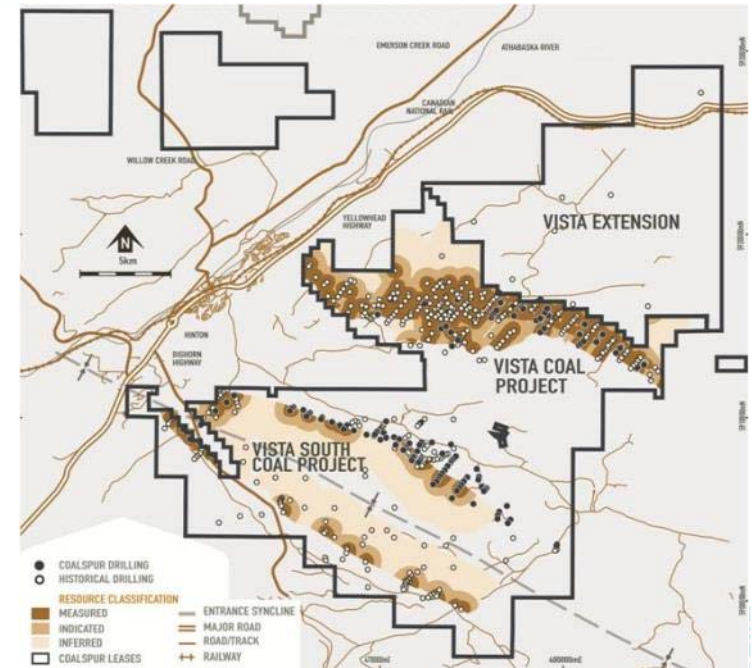 EMERSON CREEK ROAD
ATHABASKA RIVER
CANADIAN
NATIONAL RAIL
WILLOW CREEK ROAD
YELLOWHEAD
HIGHWAY
VISTA EXTENSION
N
5km
HINTON
BIGHORN
HIGHWAY
VISTA COAL
PROJECT
VISTA SOUTH
COAL PROJECT
COALSPUR DRILLING
HISTORICAL DRILLING
RESOURCE CLASSIFICATION
MEASURED
INDICATED
INFERRED
COALSPUR LEASES
ENTRANCE SYNCLINE
MAJOR ROAD
ROAD/TRACK
RAILWAY